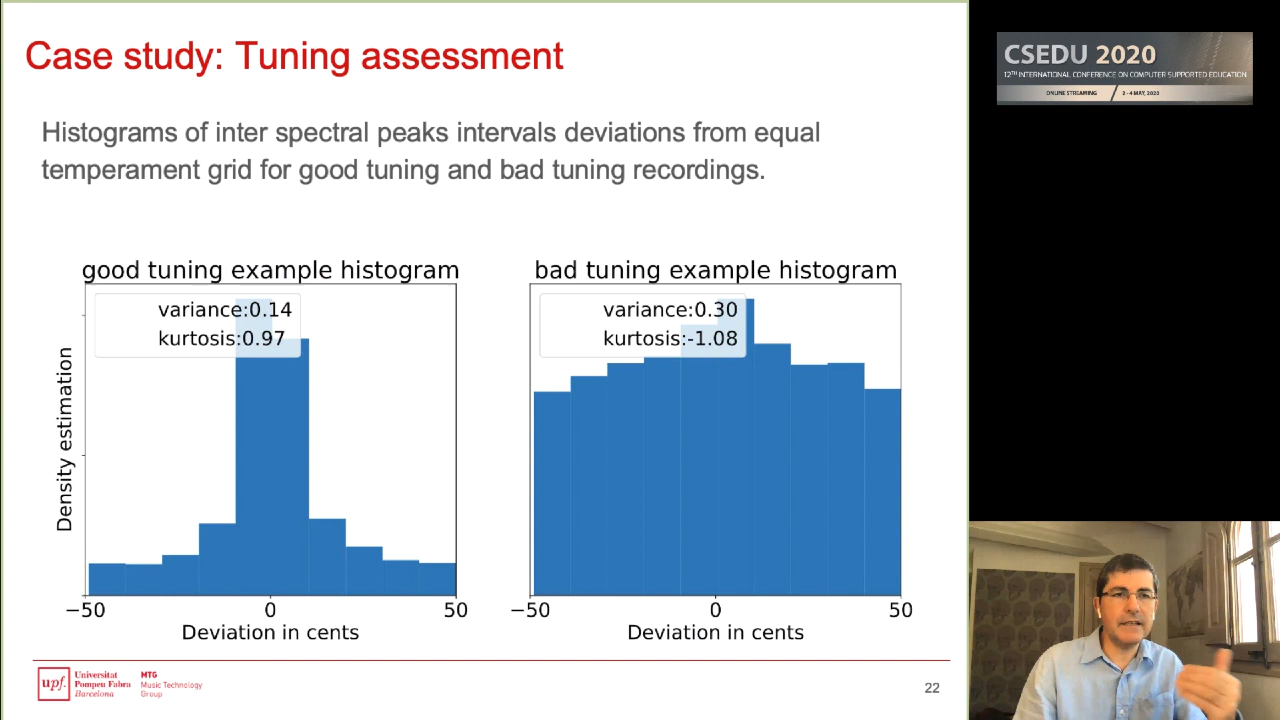 Case study: Tuning assessment
CSEDU 2020
12TH INTERNATIONAL CONFERENCE ON COMPUTER SUPPORTED EDUCATION
ONLINE STREAMING / 2 - 4 MAY, 2020
Histograms of inter spectral peaks intervals deviations from equal
temperament grid for good tuning and bad tuning recordings.
good tuning example histogram
variance:0.14
kurtosis:0.97
Density estimation
−50 0 50
Deviation in cents
bad tuning example histogram
variance:0.30
kurtosis:-1.08
−50 0 50
Deviation in cents
upf.
Universitat
Pompeu Fabra
Barcelona
MTG
Music Technology
Group
22